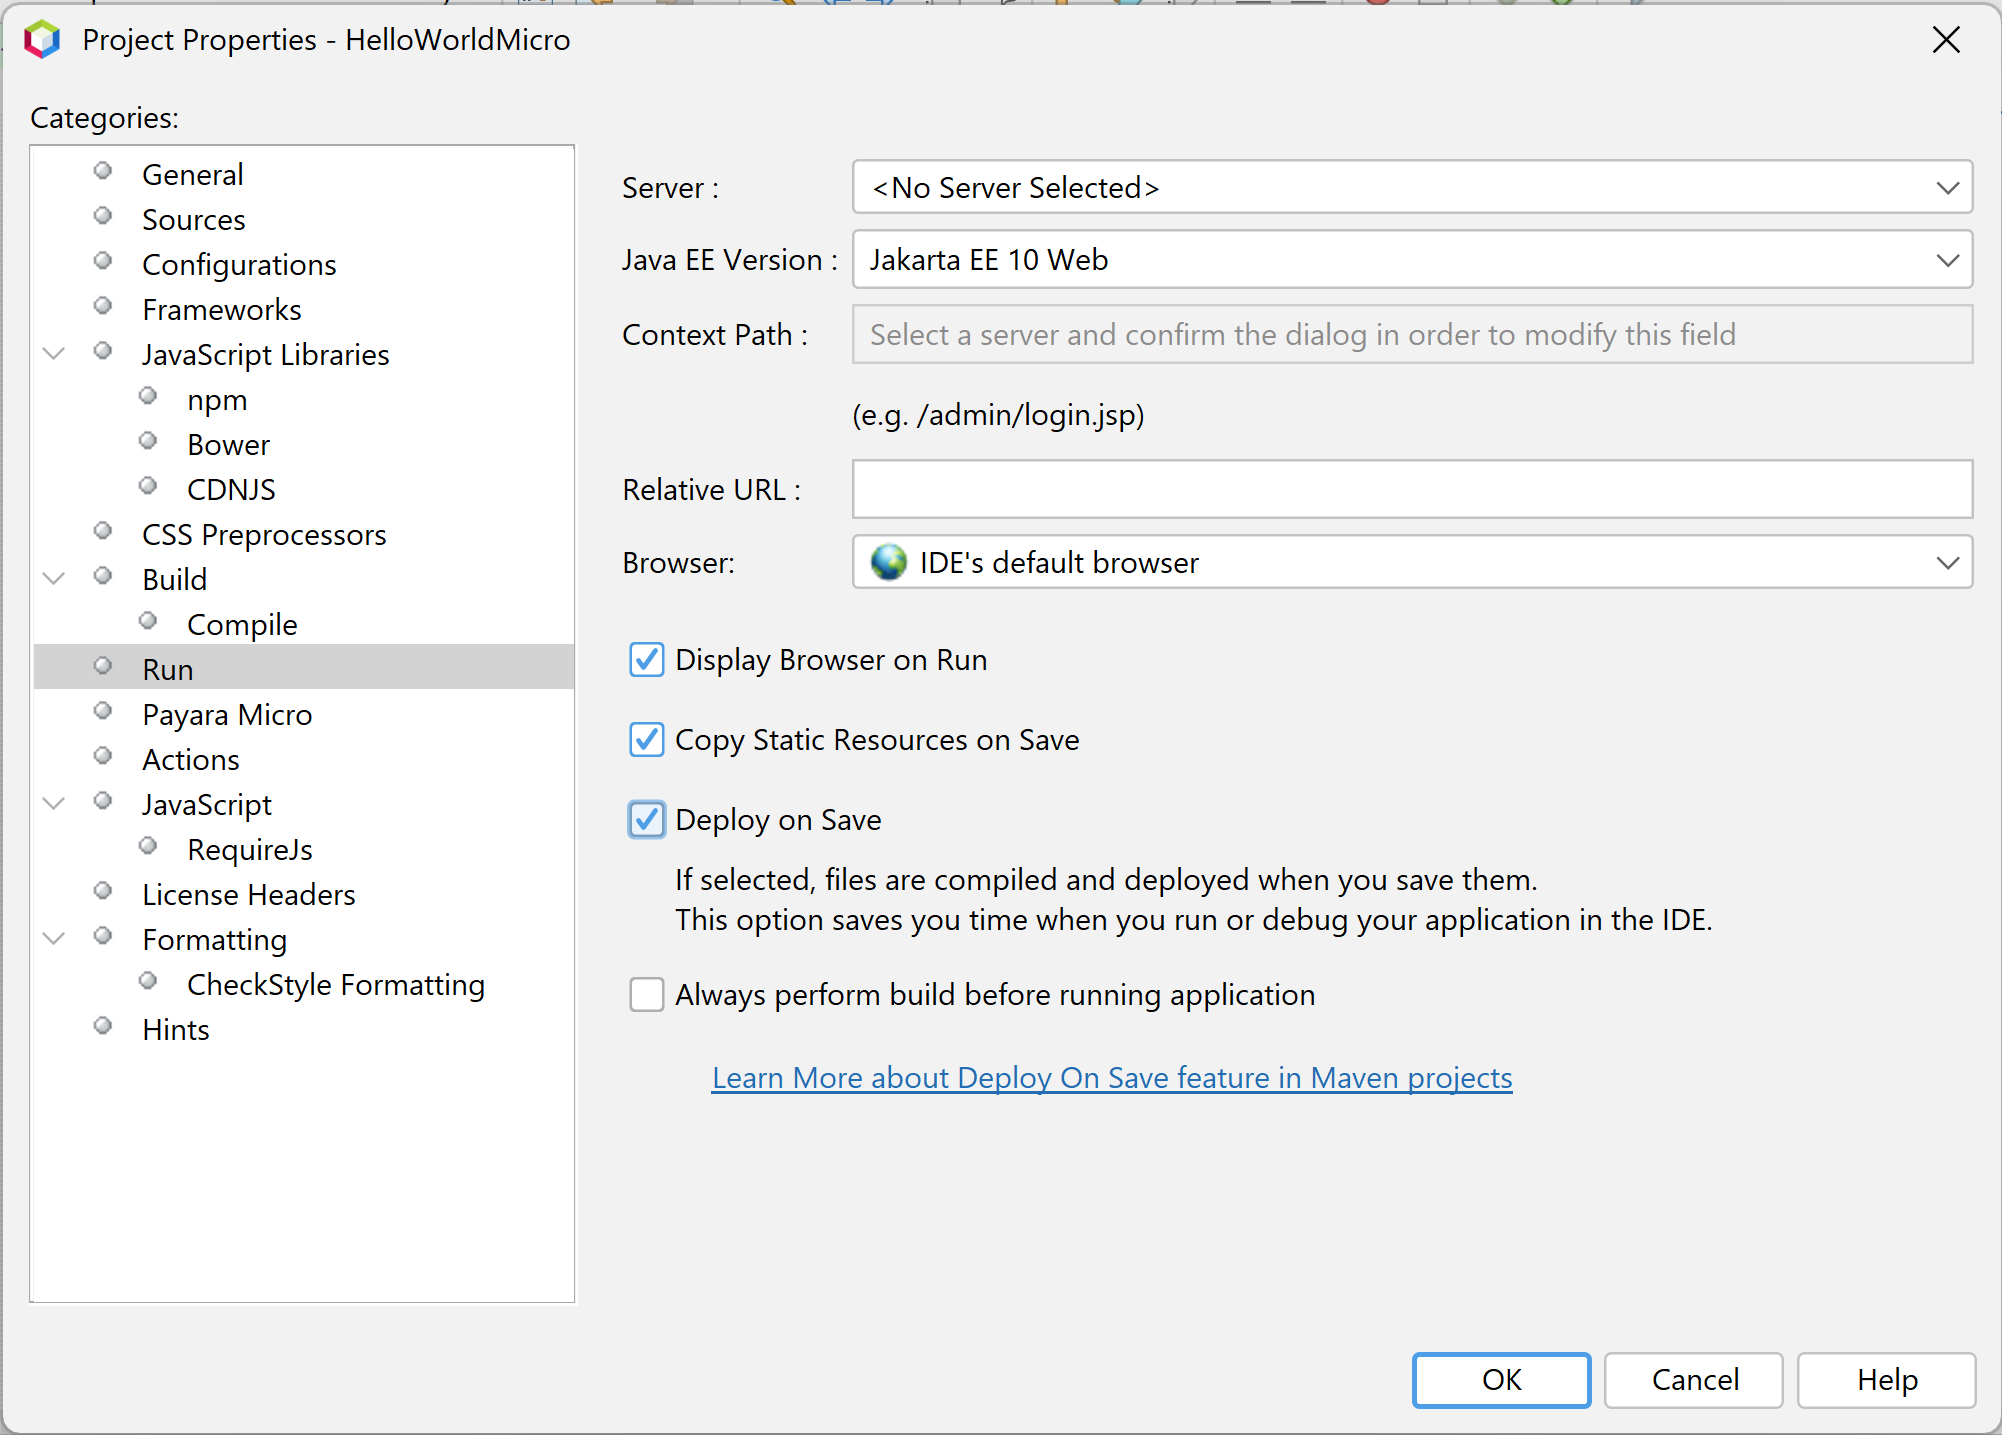 Project Properties - HelloWorldMicro
Categories:
General
Sources
Configurations
Frameworks
JavaScript Libraries
npm
Bower
CDNJS
CSS Preprocessors
Build
Compile
Run
Payara Micro
Actions
JavaScript
RequireJs
License Headers
Formatting
CheckStyle Formatting
Hints
Server : <No Server Selected>
Java EE Version : Jakarta EE 10 Web
Context Path : Select a server and confirm the dialog in order to modify this field
(e.g. /admin/login.jsp)
Relative URL :
Browser: IDE's default browser
Display Browser on Run
Copy Static Resources on Save
Deploy on Save
If selected, files are compiled and deployed when you save them.
This option saves you time when you run or debug your application in the IDE.
Always perform build before running application
Learn More about Deploy On Save feature in Maven projects
OK Cancel Help